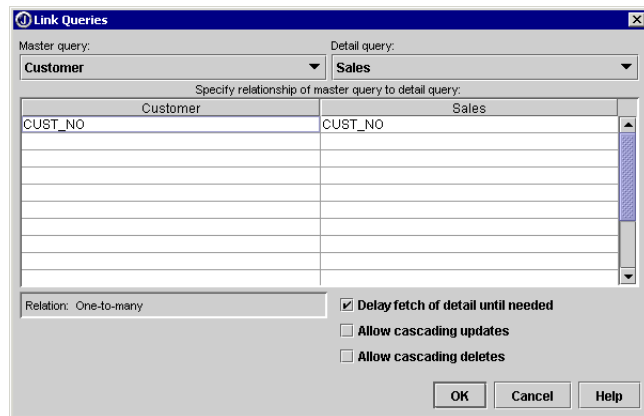 Link Queries
Master query:
Detail query:
Customer
Sales
Specify relationship of master query to detail query:
Customer
Sales
CUST_NO
CUST_NO
Relation: One-to-many
Delay fetch of detail until needed
Allow cascading updates
Allow cascading deletes
OK
Cancel
Help